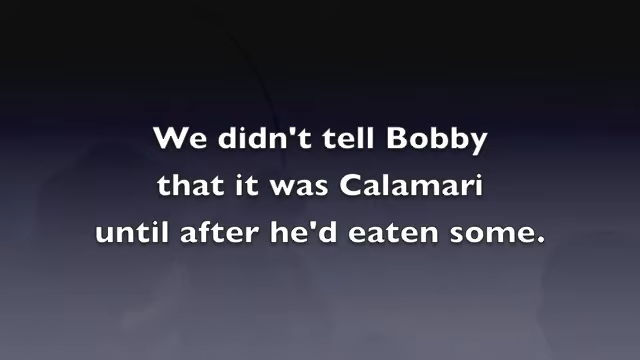 We didn't tell Bobby
that it was Calamari
until after he'd eaten some.